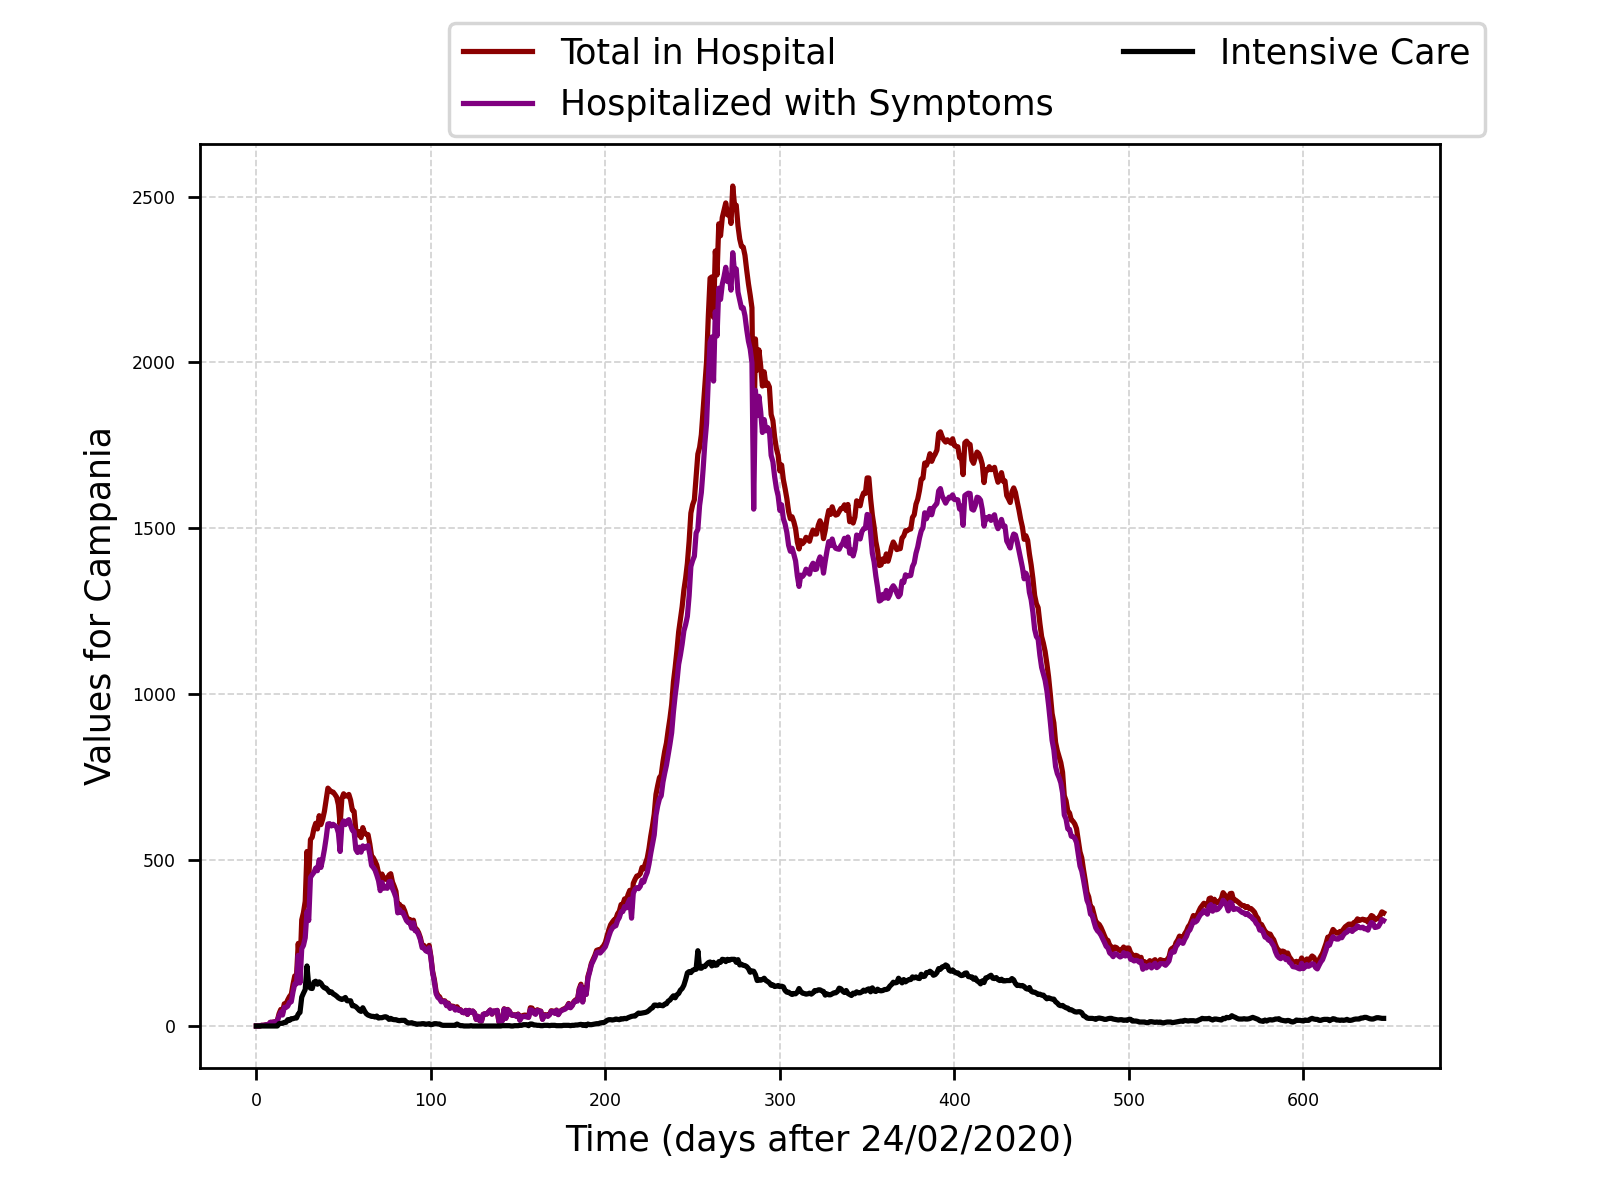 Total in Hospital
Hospitalized with Symptoms
Intensive Care
2500
2000
1500
1000
500
0
Values for Campania
0 100 200 300 400 500 600
Time (days after 24/02/2020)